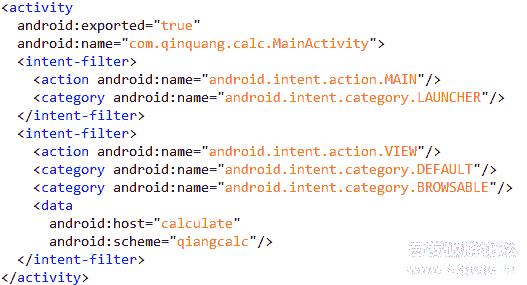 <activity
android:exported="true"
android:name="com.qinquang.calc.MainActivity">
<intent-filter>
<action android:name="android.intent.action.MAIN"/>
<category android:name="android.intent.category.LAUNCHER"/>
</intent-filter>
<intent-filter>
<action android:name="android.intent.action.VIEW"/>
<category android:name="android.intent.category.DEFAULT"/>
<category android:name="android.intent.category.BROWSABLE"/>
<data
android:host="calculate"
android:scheme="qiangcalc"/>
</intent-filter>
</activity>